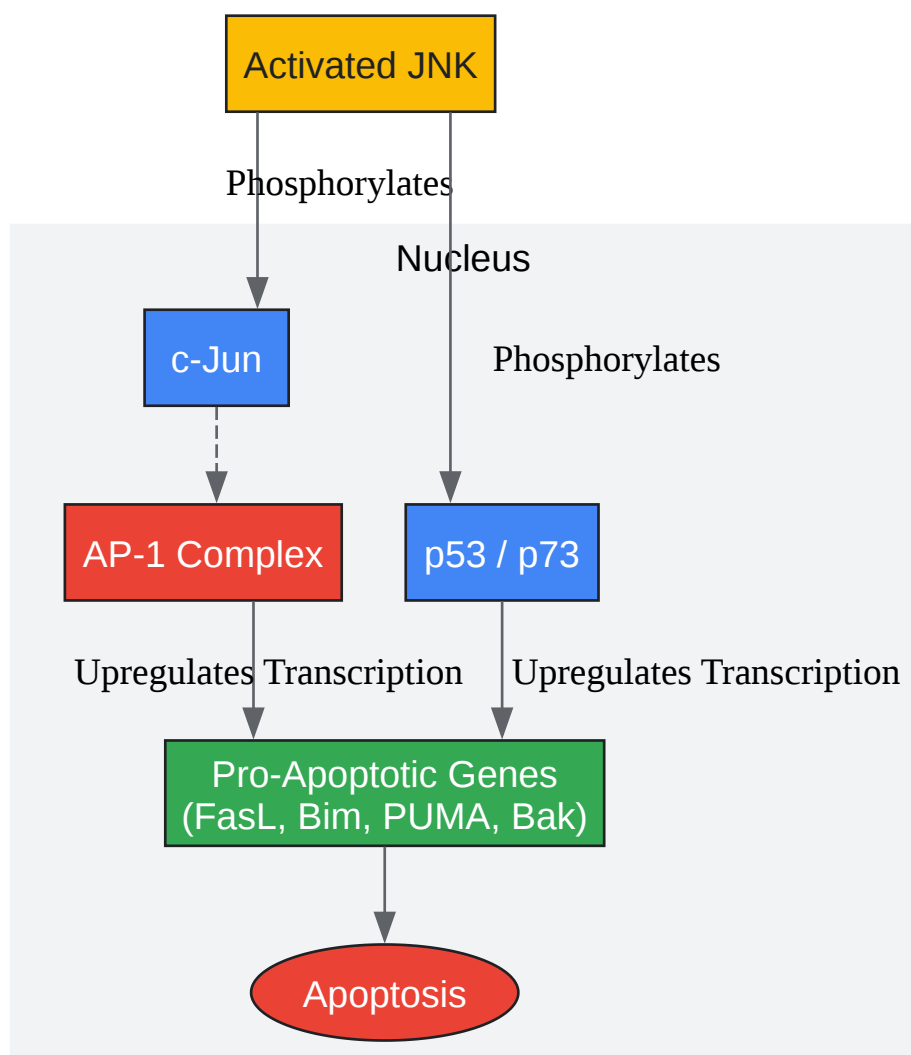 Activated JNK
Phosphorylates
Nucleus
c-Jun
Phosphorylates
AP-1 Complex
p53 / p73
Upregulates Transcription
Upregulates Transcription
Pro-Apoptotic Genes
(FasL, Bim, PUMA, Bak)
Apoptosis